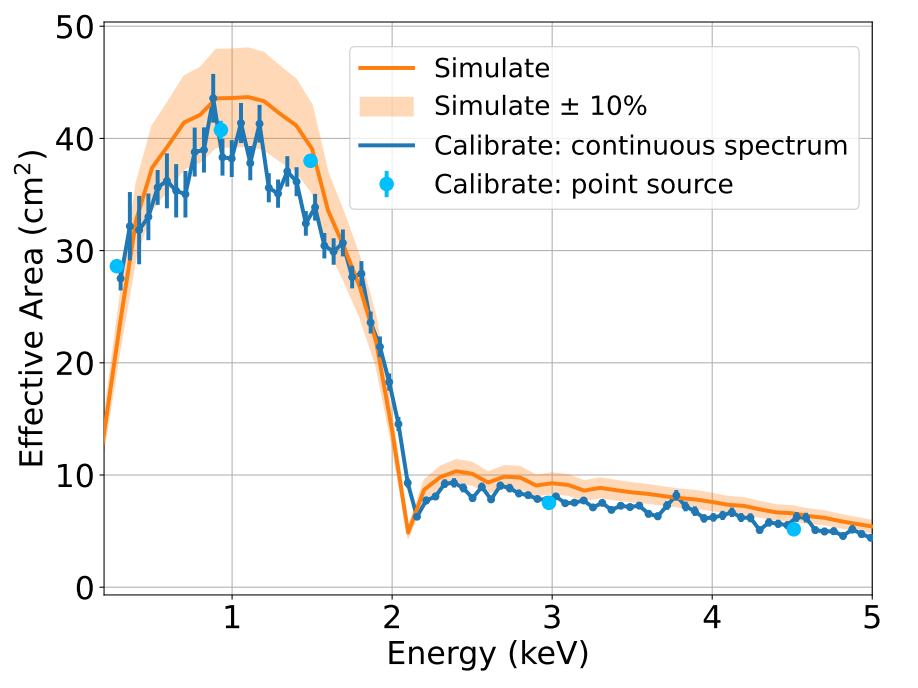 50
40
30
20
10
0
Effective Area (cm²)
Simulate
Simulate ± 10%
Calibrate: continuous spectrum
Calibrate: point source
1 2 3 4 5
Energy (keV)